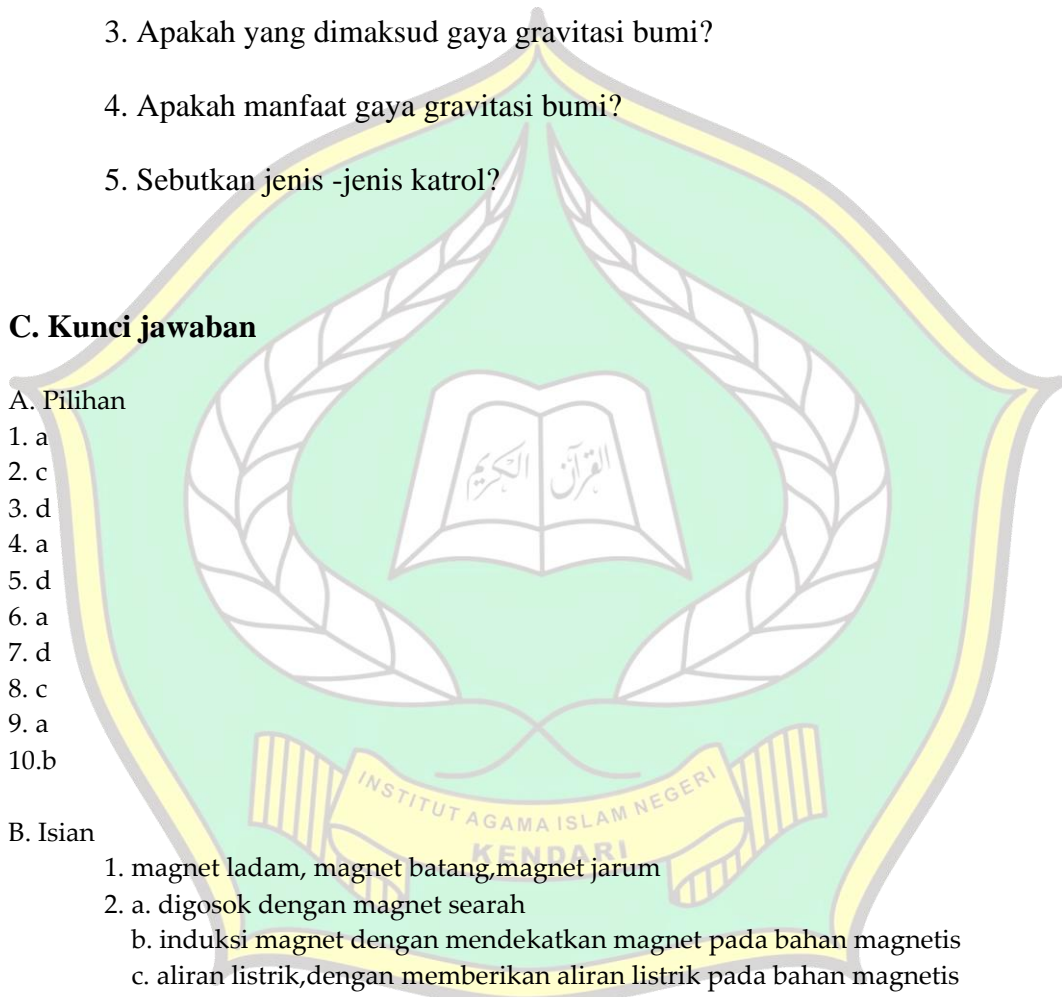 3. Apakah yang dimaksud gaya gravitasi bumi?
4. Apakah manfaat gaya gravitasi bumi?
5. Sebutkan jenis -jenis katrol?
C. Kunci jawaban
A. Pilihan
1. a
2. c
3. d
4. a
5. d
6. a
7. d
8. c
9. a
10.b
القرآن الكريم
INSTITUT AGAMA ISLAM NEGERI
KENDARI
B. Isian
1. magnet ladam, magnet batang,magnet jarum
2. a. digosok dengan magnet searah
b. induksi magnet dengan mendekatkan magnet pada bahan magnetis
c. aliran listrik,dengan memberikan aliran listrik pada bahan magnetis